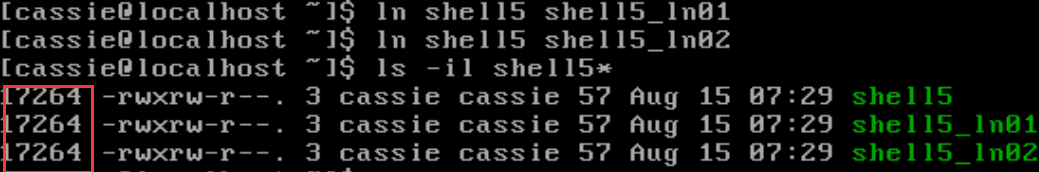 [cassie@localhost ~]$ ln shell5 shell5_ln01
[cassie@localhost ~]$ ln shell5 shell5_ln02
[cassie@localhost ~]$ ls -il shell5*
17264 -rwxrw-r--. 3 cassie cassie 57 Aug 15 07:29 shell5
17264 -rwxrw-r--. 3 cassie cassie 57 Aug 15 07:29 shell5_ln01
17264 -rwxrw-r--. 3 cassie cassie 57 Aug 15 07:29 shell5_ln02